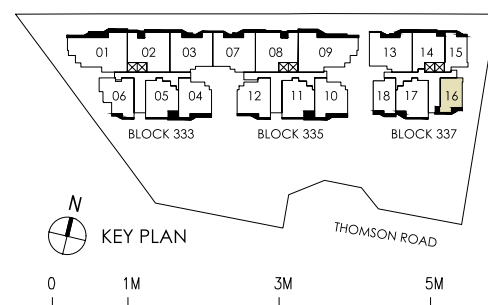 01 02 03 07 08 09 13 14 15
06 05 04 12 11 10 18 17 16
BLOCK 333 BLOCK 335 BLOCK 337
THOMSON ROAD
N
KEY PLAN
0 1M 3M 5M